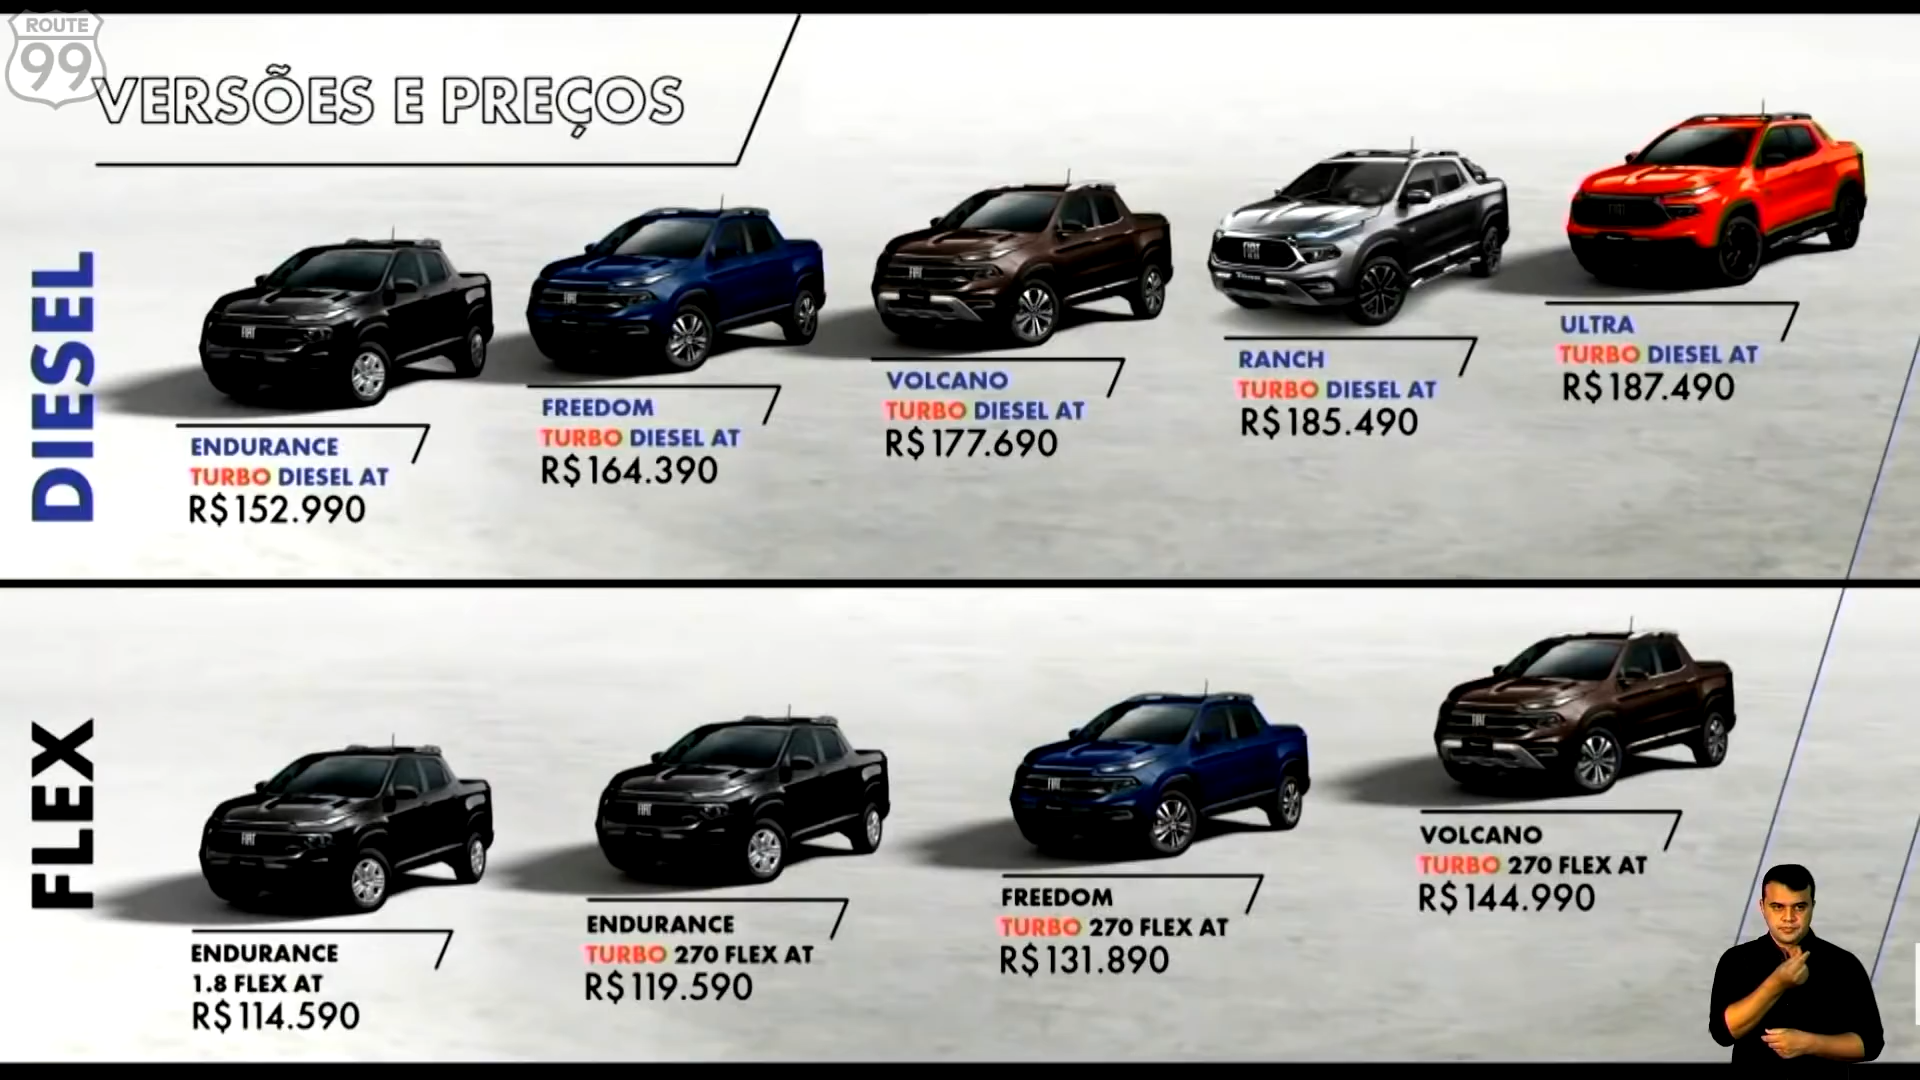 ROUTE
99
VERSÕES E PREÇOS
DIESEL
ENDURANCE
TURBO DIESEL AT
R$152.990
FREEDOM
TURBO DIESEL AT
R$164.390
VOLCANO
TURBO DIESEL AT
R$177.690
RANCH
TURBO DIESEL AT
R$185.490
ULTRA
TURBO DIESEL AT
R$187.490
FLEX
ENDURANCE
1.8 FLEX AT
R$114.590
ENDURANCE
TURBO 270 FLEX AT
R$119.590
FREEDOM
TURBO 270 FLEX AT
R$131.890
VOLCANO
TURBO 270 FLEX AT
R$144.990